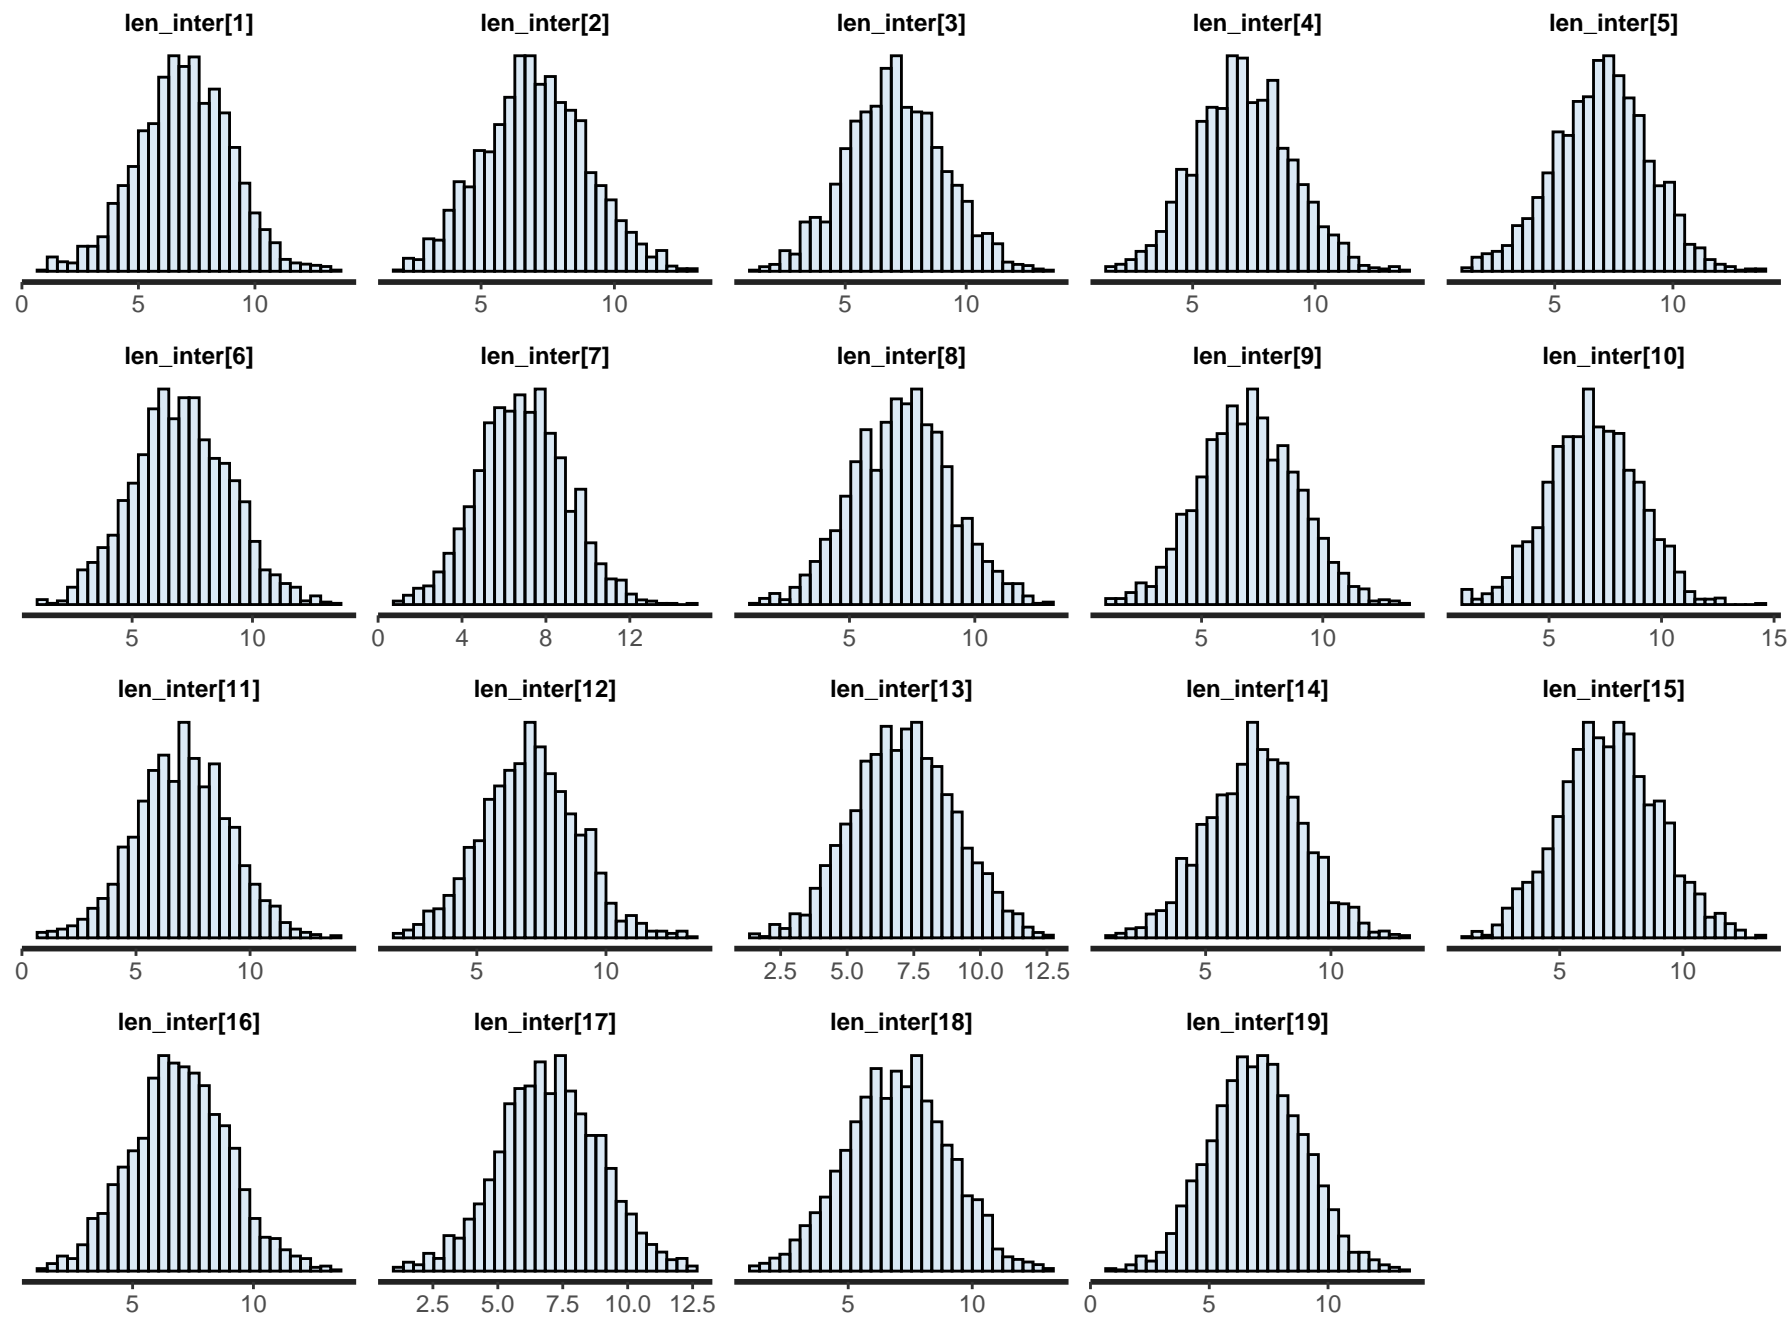 len_inter[1] len_inter[2] len_inter[3] len_inter[4] len_inter[5]
0 5 10 5 10 5 10 5 10 5 10
len_inter[6] len_inter[7] len_inter[8] len_inter[9] len_inter[10]
5 10 0 4 8 12 5 10 5 10 5 10 15
len_inter[11] len_inter[12] len_inter[13] len_inter[14] len_inter[15]
0 5 10 5 10 2.5 5.0 7.5 10.0 12.5 5 10 5 10
len_inter[16] len_inter[17] len_inter[18] len_inter[19]
5 10 2.5 5.0 7.5 10.0 12.5 5 10 0 5 10